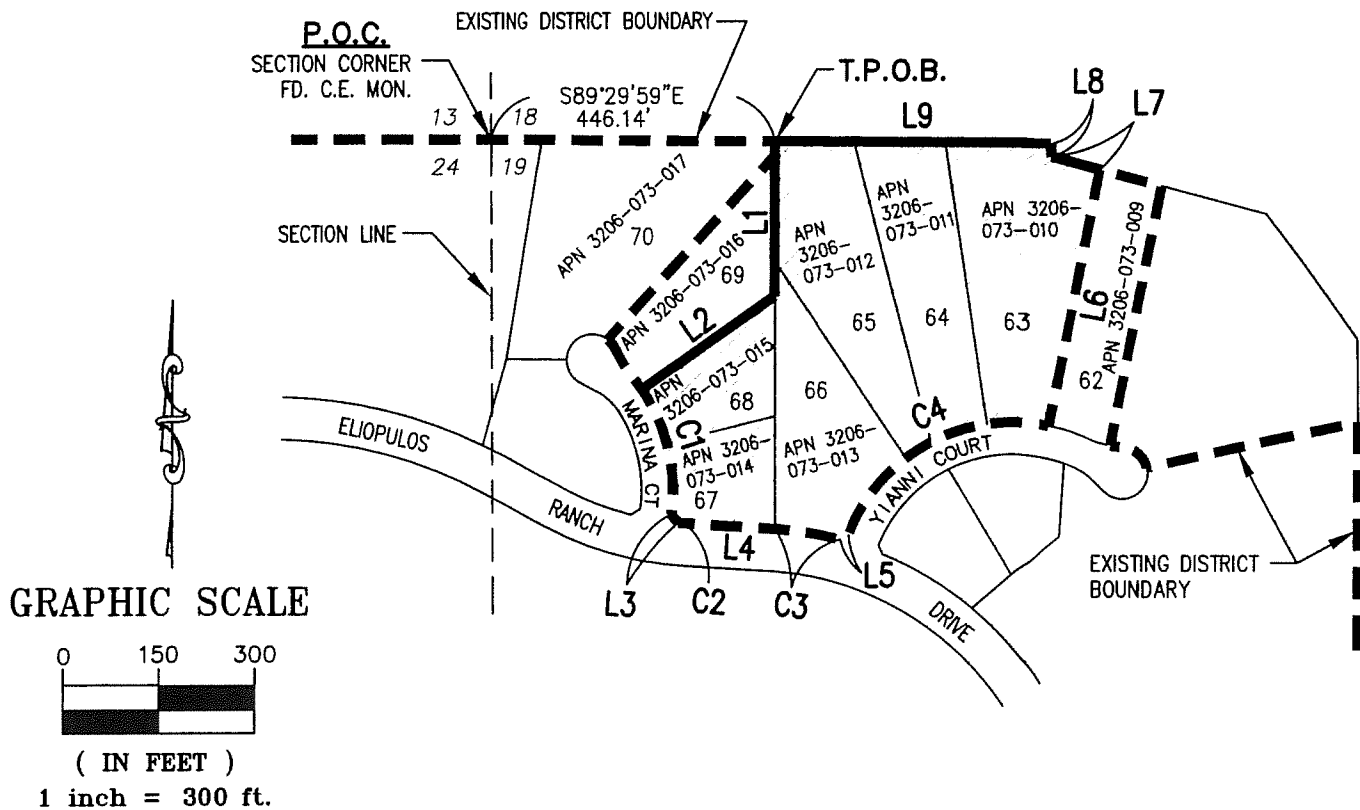 P.O.C.
SECTION CORNER
FD. C.E. MON.
EXISTING DISTRICT BOUNDARY
T.P.O.B.
S89°29'59"E
446.14'
13 18
24 19
L9
L8
L7
SECTION LINE
APN 3206-073-017
70
APN 3206-073-016
69
L1
L2
APN
3206-
073-012
65
APN
3206-
073-011
64
APN 3206-
073-010
63
L6
APN 3206-073-009
62
APN
3206-073-015
68
66
APN 3206-
073-013
APN 3206-
073-014
67
C1
MARINA CT
C4
YIANNI COURT
ELIOPULOS
RANCH
DRIVE
L3
C2
L4
C3
L5
EXISTING DISTRICT
BOUNDARY
GRAPHIC SCALE
0 150 300
( IN FEET )
1 inch = 300 ft.